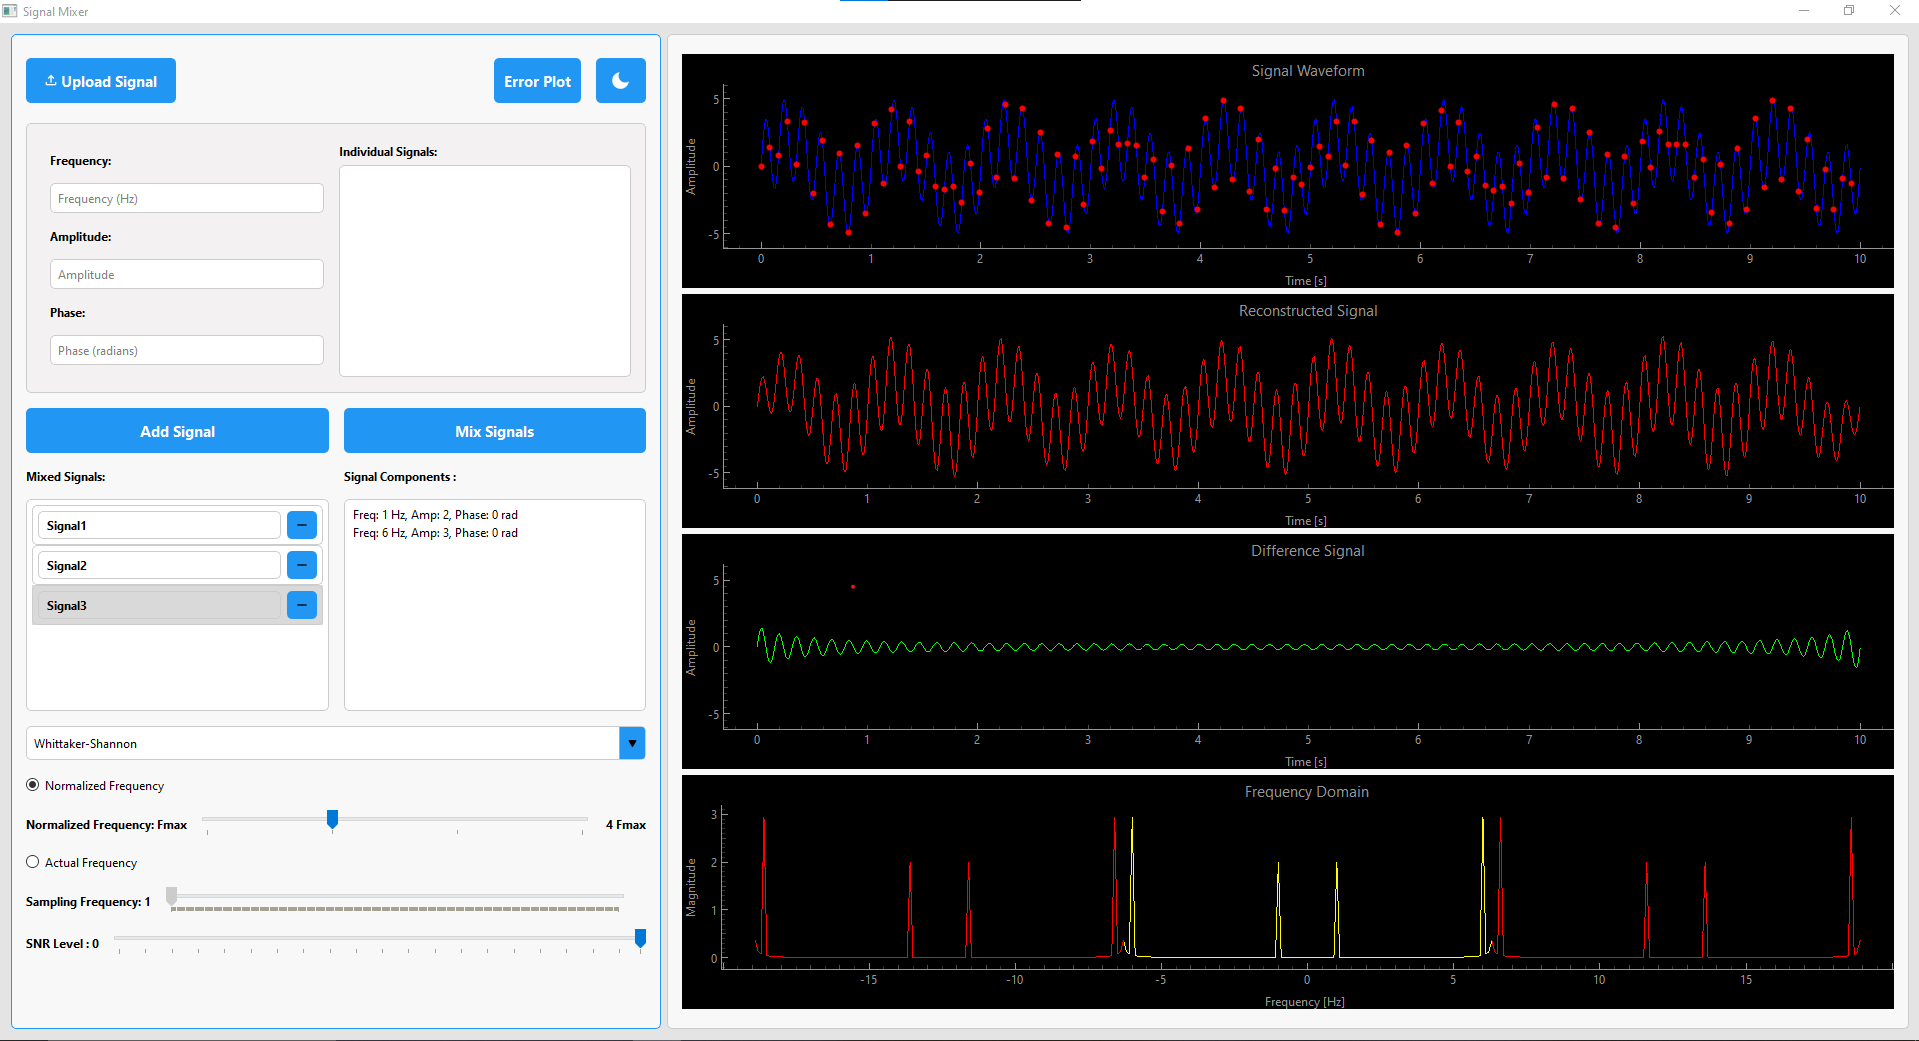 Signal Mixer
Upload Signal
Error Plot
Frequency:
Frequency (Hz)
Amplitude:
Amplitude
Phase:
Phase (radians)
Individual Signals:
Add Signal
Mix Signals
Mixed Signals:
Signal1
Signal2
Signal3
Signal Components :
Freq: 1 Hz, Amp: 2, Phase: 0 rad
Freq: 6 Hz, Amp: 3, Phase: 0 rad
Whittaker-Shannon
Normalized Frequency
Normalized Frequency: Fmax
4 Fmax
Actual Frequency
Sampling Frequency: 1
SNR Level : 0
Signal Waveform
Amplitude
5
0
-5
0 1 2 3 4 5 6 7 8 9 10
Time [s]
Reconstructed Signal
Amplitude
5
0
-5
0 1 2 3 4 5 6 7 8 9 10
Time [s]
Difference Signal
Amplitude
5
0
-5
0 1 2 3 4 5 6 7 8 9 10
Time [s]
Frequency Domain
Magnitude
3
2
1
0
-15 -10 -5 0 5 10 15
Frequency [Hz]